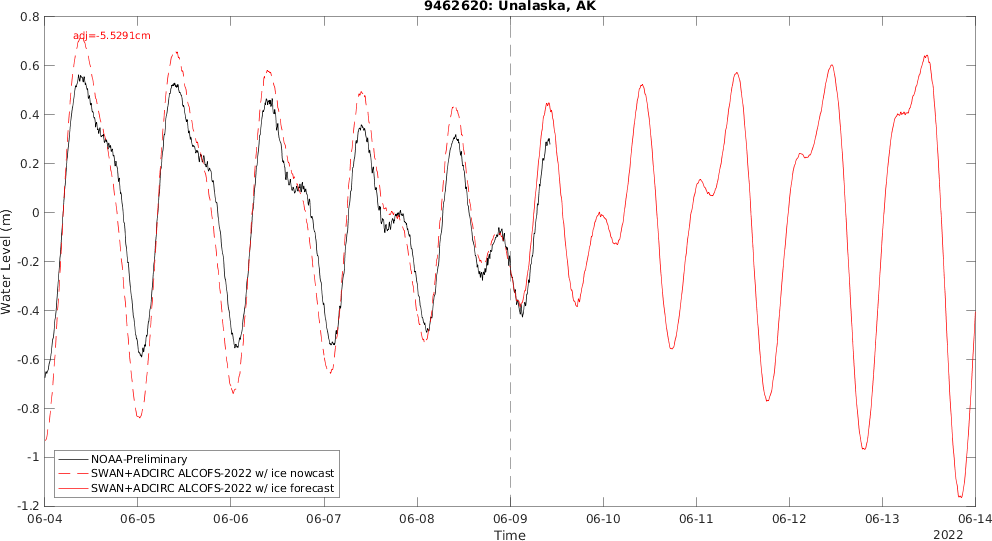 9462620: Unalaska, AK
adj=-5.5291cm
Water Level (m)
0.8
0.6
0.4
0.2
0
-0.2
-0.4
-0.6
-0.8
-1
-1.2
NOAA-Preliminary
SWAN+ADCIRC ALCOFS-2022 w/ ice nowcast
SWAN+ADCIRC ALCOFS-2022 w/ ice forecast
06-04 06-05 06-06 06-07 06-08 06-09 06-10 06-11 06-12 06-13 06-14
Time
2022